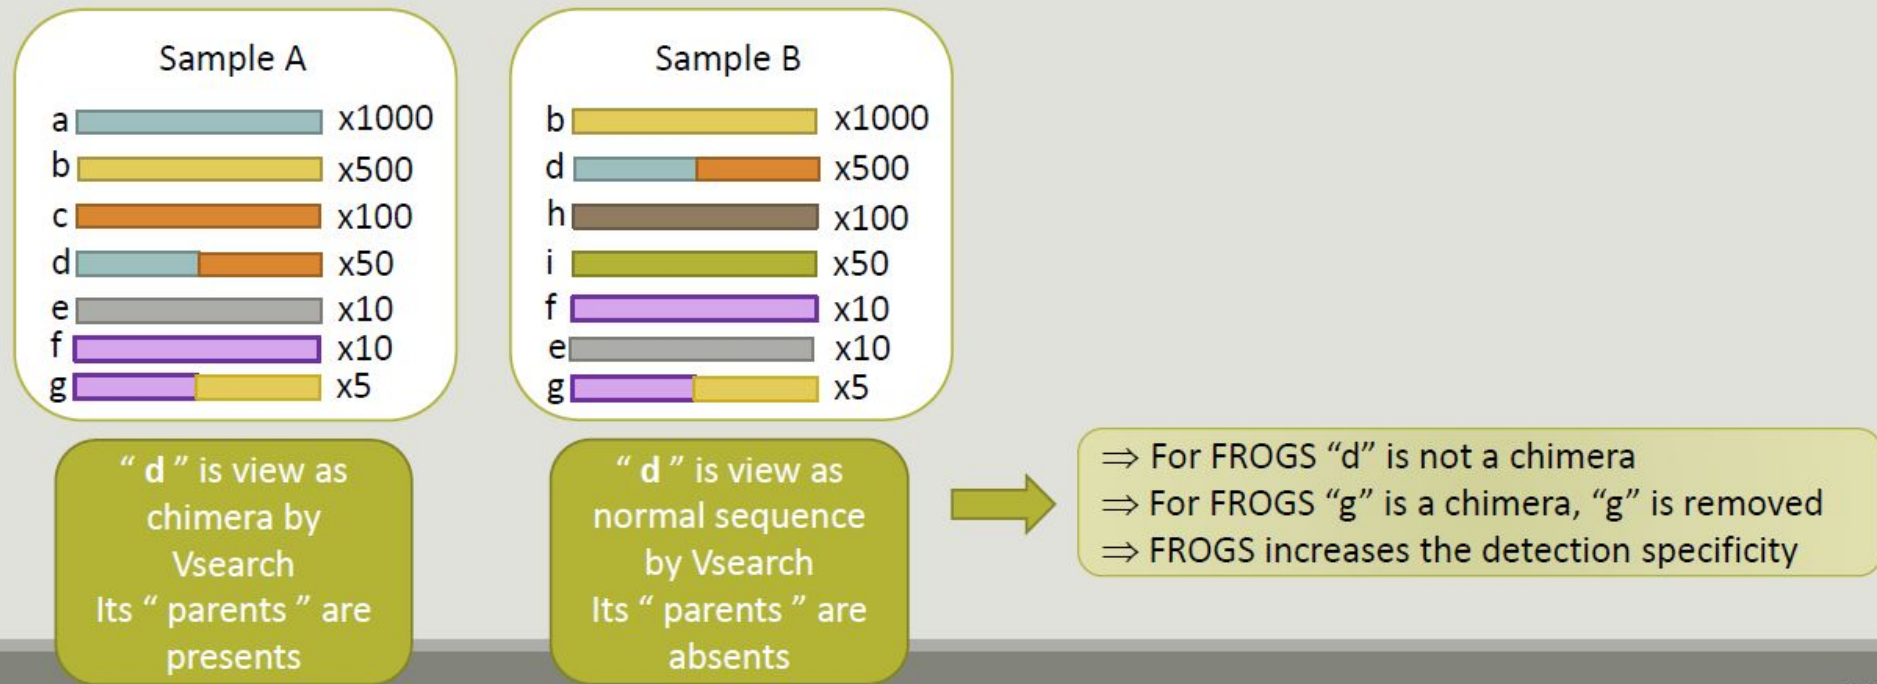 Sample A
a x1000
b x500
c x100
d x50
e x10
f x10
g x5
Sample B
b x1000
d x500
h x100
i x50
f x10
e x10
g x5
“ d ” is view as
chimera by
Vsearch
Its “ parents ” are
presents
“ d ” is view as
normal sequence
by Vsearch
Its “ parents ” are
absents
⇒ For FROGS “d” is not a chimera
⇒ For FROGS “g” is a chimera, “g” is removed
⇒ FROGS increases the detection specificity